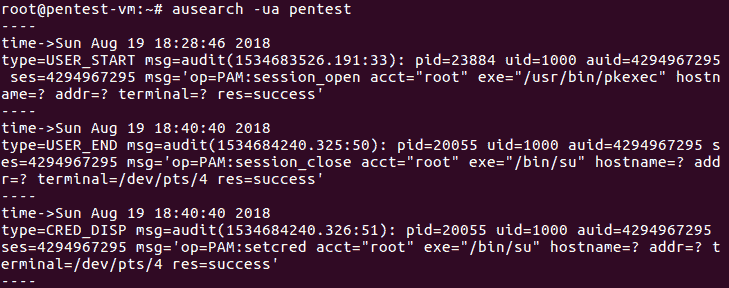 root@pentest-vm:~# ausearch -ua pentest
----
time->Sun Aug 19 18:28:46 2018
type=USER_START msg=audit(1534683526.191:33): pid=23884 uid=1000 auid=4294967295
 ses=4294967295 msg='op=PAM:session_open acct="root" exe="/usr/bin/pkexec" hostn
ame=? addr=? terminal=? res=success'
----
time->Sun Aug 19 18:40:40 2018
type=USER_END msg=audit(1534684240.325:50): pid=20055 uid=1000 auid=4294967295 s
es=4294967295 msg='op=PAM:session_close acct="root" exe="/bin/su" hostname=? add
r=? terminal=/dev/pts/4 res=success'
----
time->Sun Aug 19 18:40:40 2018
type=CRED_DISP msg=audit(1534684240.326:51): pid=20055 uid=1000 auid=4294967295 
ses=4294967295 msg='op=PAM:setcred acct="root" exe="/bin/su" hostname=? addr=? t
erminal=/dev/pts/4 res=success'
----